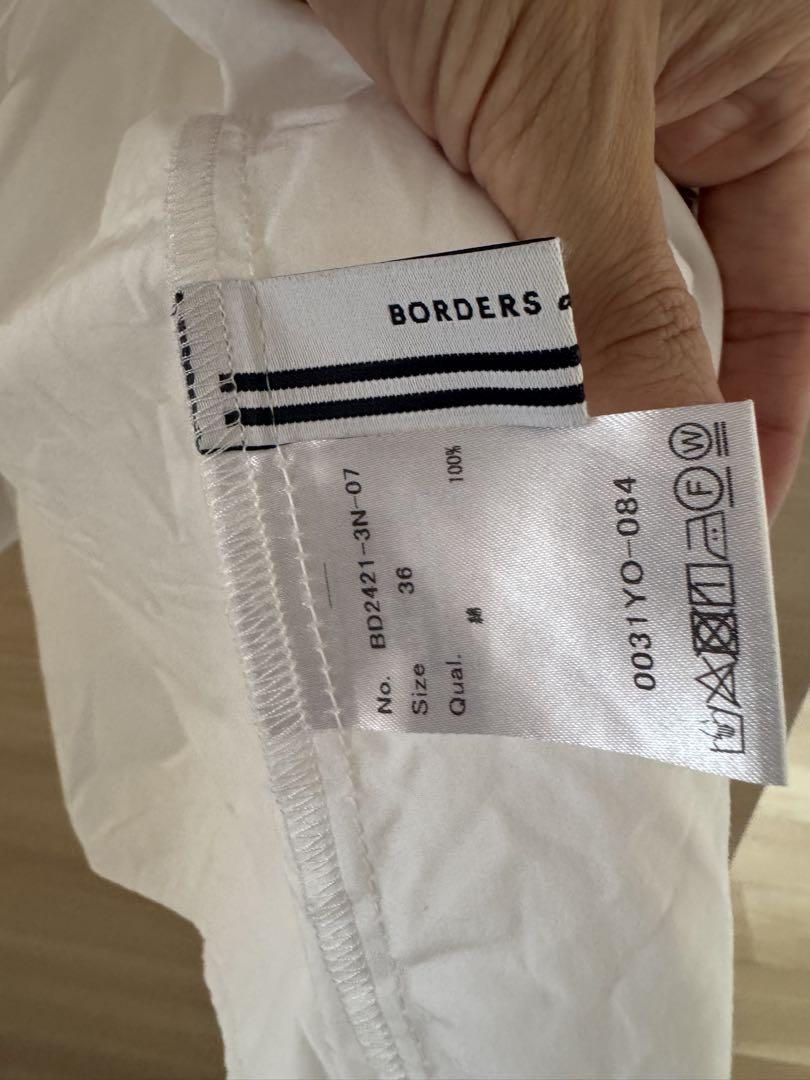 BORDERS
No. BD2421-3N-07
Size 36
Qual. 綿 100%
0031YO-084
F W